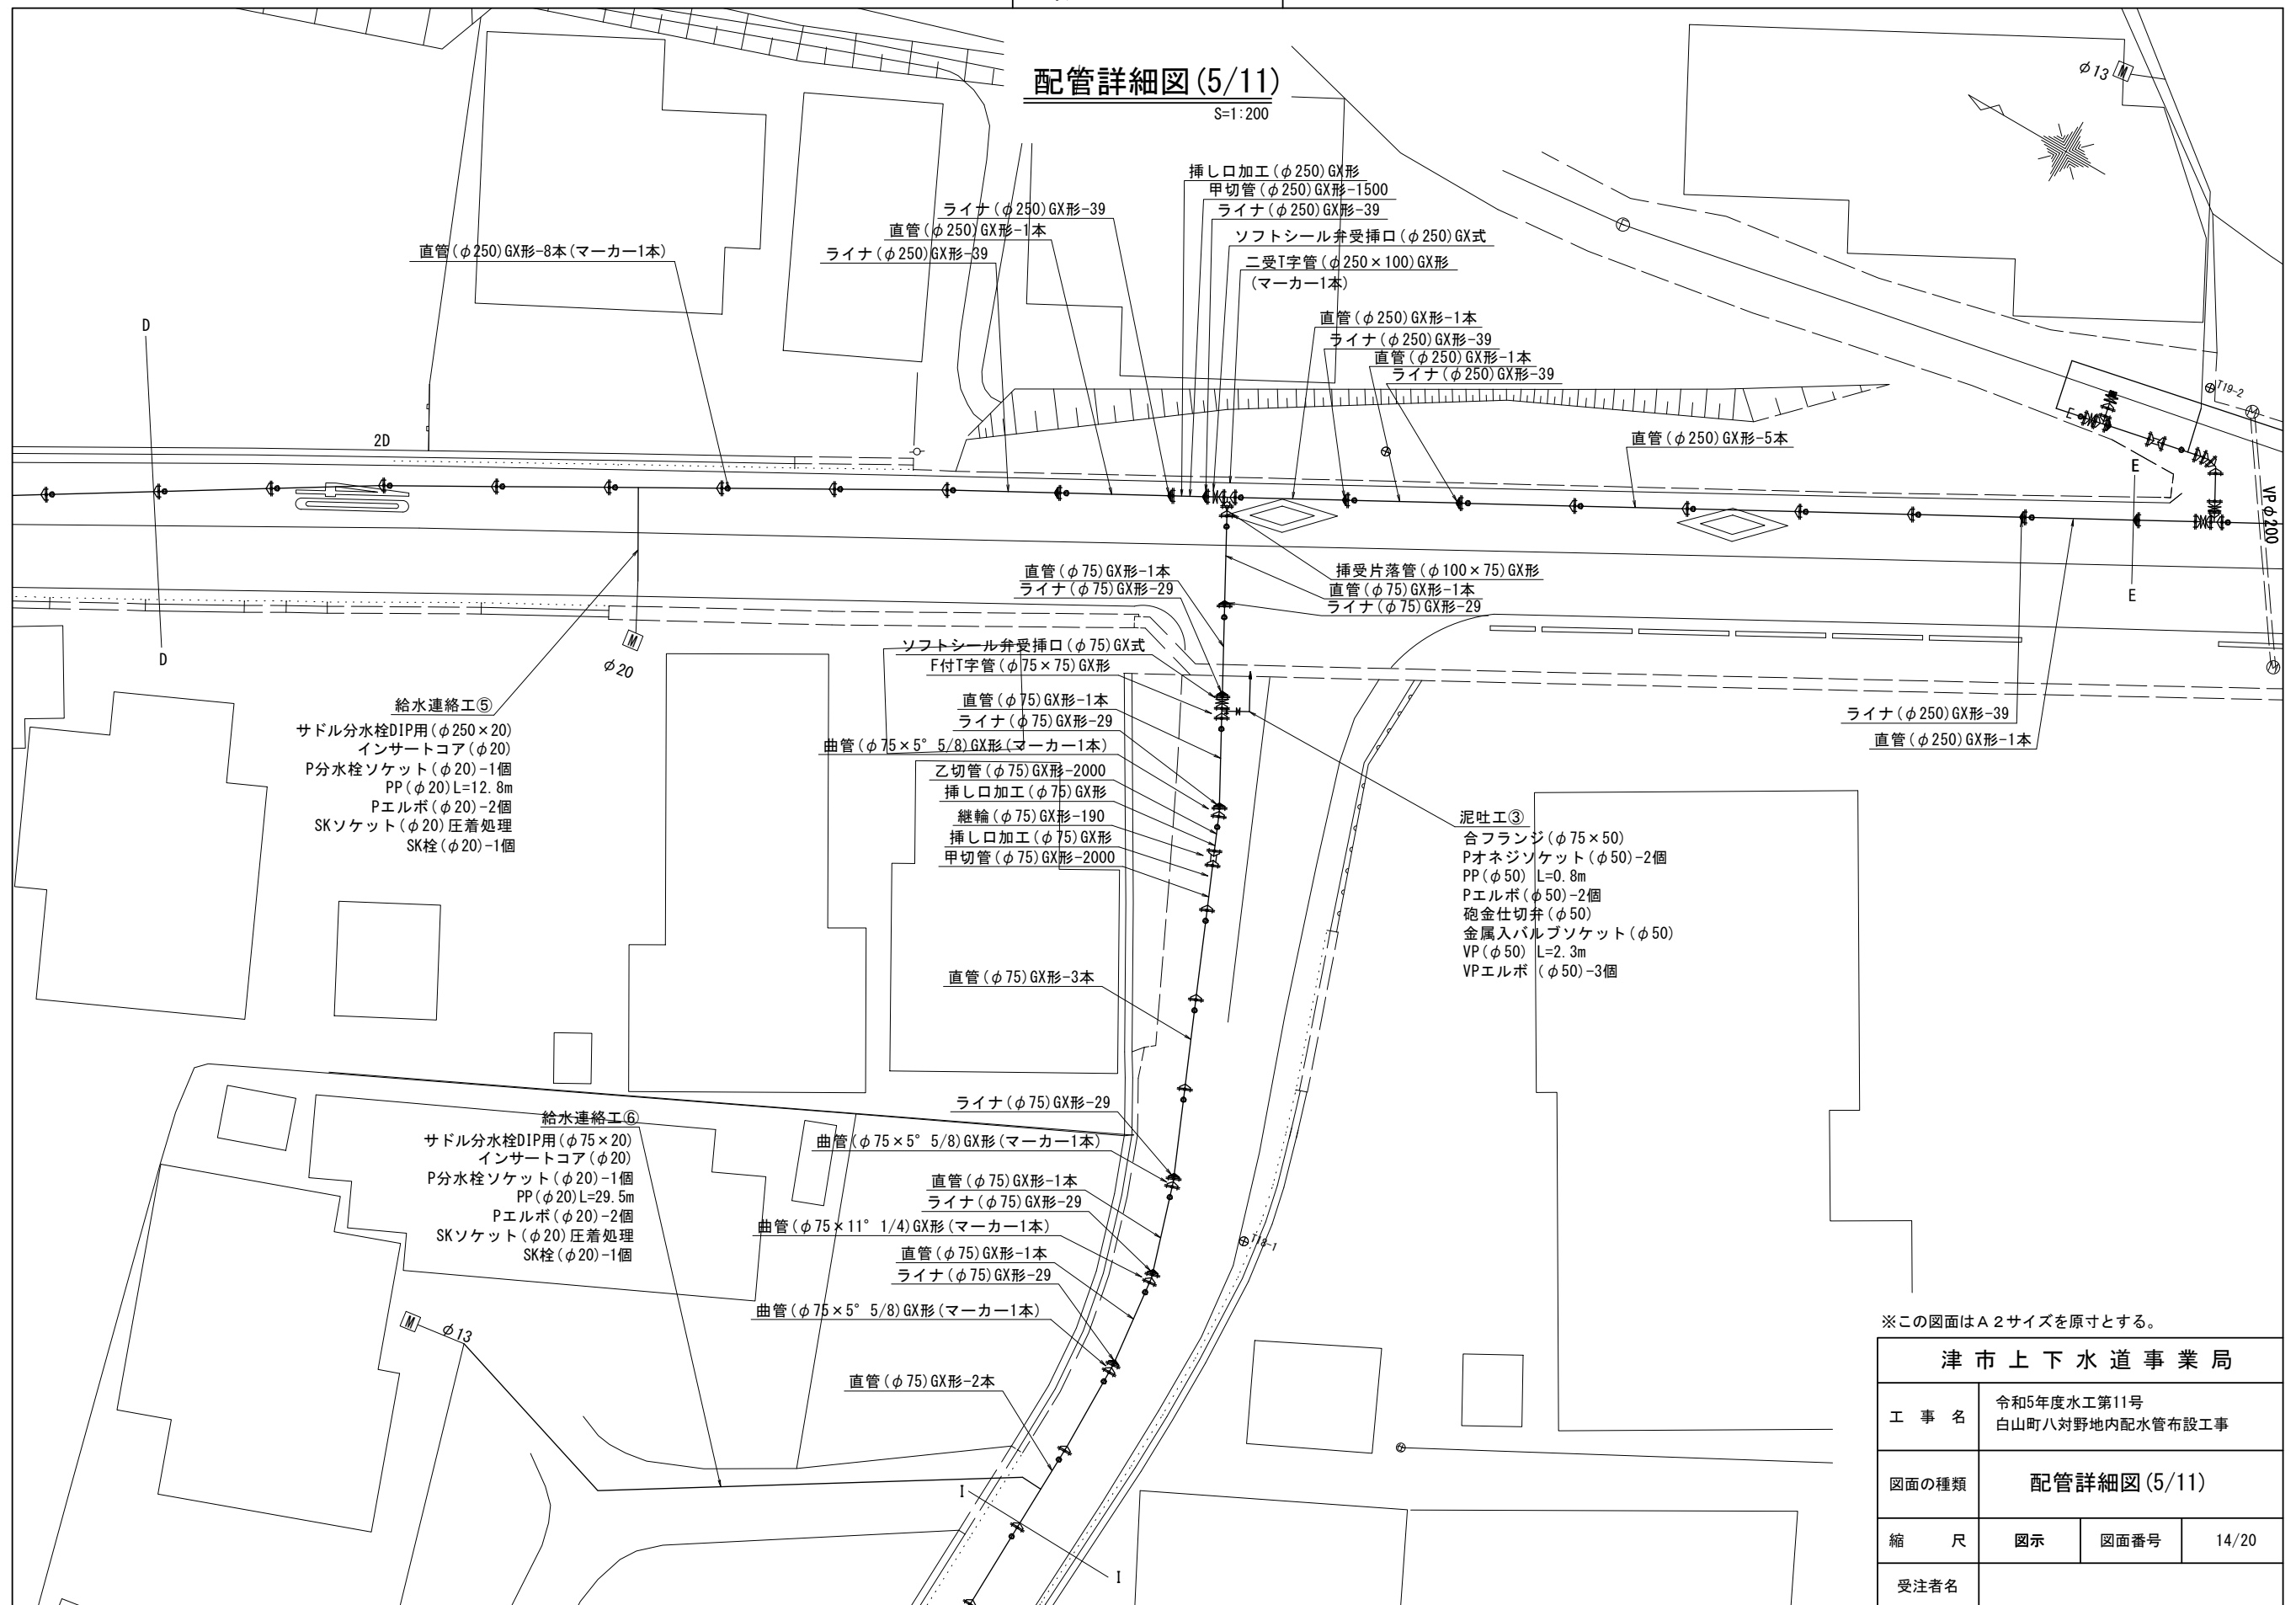 配管詳細図(5/11)
S=1:200
φ13
M
挿し口加工(φ250)GX形
甲切管(φ250)GX形-1500
ライナ(φ250)GX形-39
ライナ(φ250)GX形-39
直管(φ250)GX形-1本
ライナ(φ250)GX形-39
直管(φ250)GX形-8本(マーカー1本)
ソフトシール弁受挿口(φ250)GX式
二受T字管(φ250×100)GX形
(マーカー1本)
直管(φ250)GX形-1本
ライナ(φ250)GX形-39
直管(φ250)GX形-1本
ライナ(φ250)GX形-39
直管(φ250)GX形-5本
D
2D
T19-2
M
E
E
VPφ200
挿受片落管(φ100×75)GX形
直管(φ75)GX形-1本
ライナ(φ75)GX形-29
E
M
直管(φ75)GX形-1本
ライナ(φ75)GX形-29
D
M
φ20
ソフトシール弁受挿口(φ75)GX式
F付T字管(φ75×75)GX形
直管(φ75)GX形-1本
ライナ(φ75)GX形-29
曲管(φ75×5° 5/8)GX形(マーカー1本)
乙切管(φ75)GX形-2000
挿し口加工(φ75)GX形
継輪(φ75)GX形-190
挿し口加工(φ75)GX形
甲切管(φ75)GX形-2000
ライナ(φ250)GX形-39
直管(φ250)GX形-1本
給水連絡工⑤
サドル分水栓DIP用(φ250×20)
インサートコア(φ20)
P分水栓ソケット(φ20)-1個
PP(φ20)L=12.8m
Pエルボ(φ20)-2個
SKソケット(φ20)圧着処理
SK栓(φ20)-1個
泥吐工③
合フランジ(φ75×50)
Pオネジソケット(φ50)-2個
PP(φ50) L=0.8m
Pエルボ(φ50)-2個
砲金仕切弁(φ50)
金属入バルブソケット(φ50)
VP(φ50) L=2.3m
VPエルボ (φ50)-3個
直管(φ75)GX形-3本
ライナ(φ75)GX形-29
曲管(φ75×5° 5/8)GX形(マーカー1本)
直管(φ75)GX形-1本
ライナ(φ75)GX形-29
曲管(φ75×11° 1/4)GX形(マーカー1本)
直管(φ75)GX形-1本
ライナ(φ75)GX形-29
曲管(φ75×5° 5/8)GX形(マーカー1本)
直管(φ75)GX形-2本
T18-1
給水連絡工⑥
サドル分水栓DIP用(φ75×20)
インサートコア(φ20)
P分水栓ソケット(φ20)-1個
PP(φ20)L=29.5m
Pエルボ(φ20)-2個
SKソケット(φ20)圧着処理
SK栓(φ20)-1個
M
φ13
I
I
※この図面はA2サイズを原寸とする。
津市上下水道事業局
工事名
令和5年度水工第11号
白山町八対野地内配水管布設工事
図面の種類
配管詳細図(5/11)
縮尺
図示
図面番号
14/20
受注者名